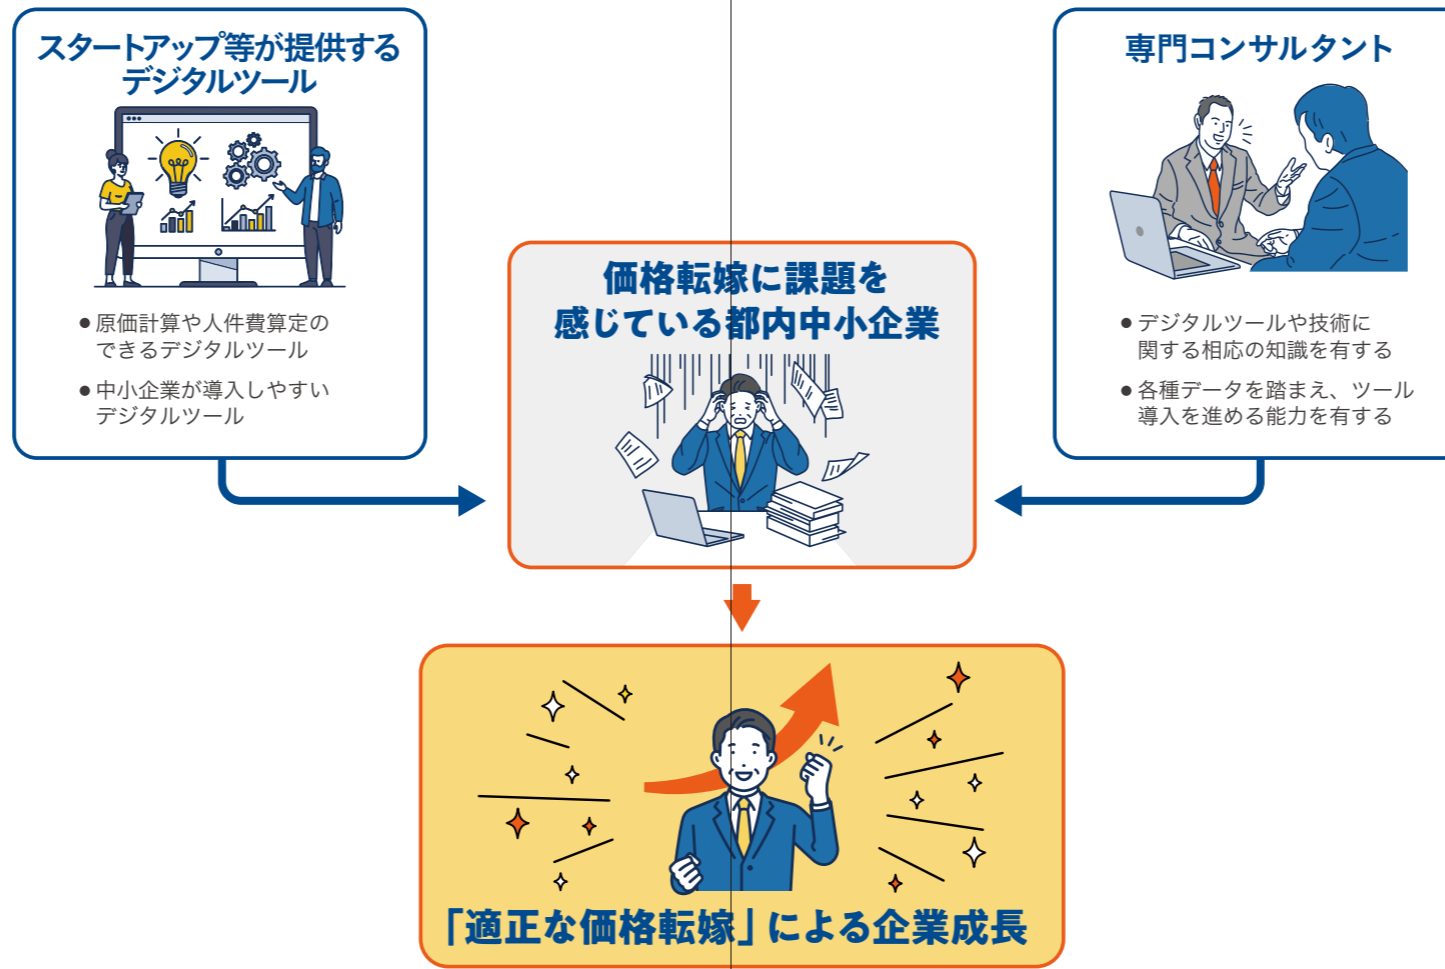 スタートアップ等が提供する
デジタルツール
● 原価計算や人件費算定の
できるデジタルツール
● 中小企業が導入しやすい
デジタルツール
専門コンサルタント
● デジタルツールや技術に
関する相応の知識を有する
● 各種データを踏まえ、ツール
導入を進める能力を有する
価格転嫁に課題を
感じている都内中小企業
「適正な価格転嫁」による企業成長